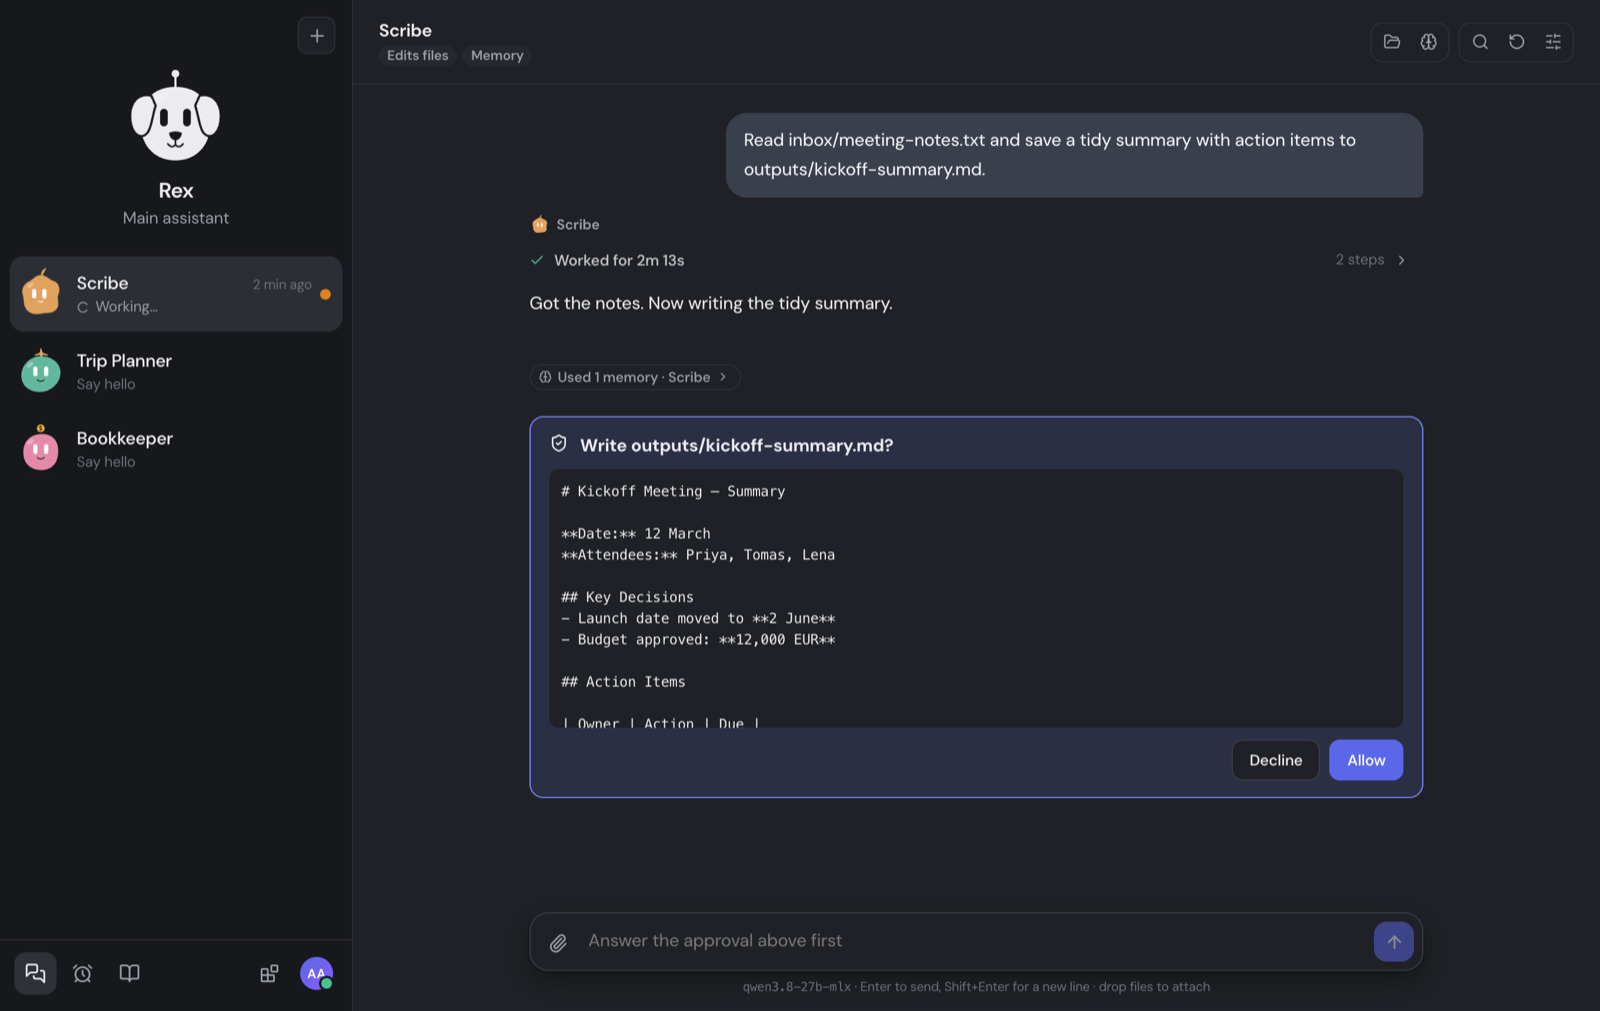 Rex
Main assistant
Scribe
2 min ago
Working...
Trip Planner
Say hello
Bookkeeper
Say hello
AA
Scribe
Edits files
Memory
Read inbox/meeting-notes.txt and save a tidy summary with action items to
outputs/kickoff-summary.md.
Scribe
Worked for 2m 13s
2 steps
Got the notes. Now writing the tidy summary.
Used 1 memory · Scribe
Write outputs/kickoff-summary.md?
# Kickoff Meeting — Summary
**Date:** 12 March
**Attendees:** Priya, Tomas, Lena
## Key Decisions
- Launch date moved to **2 June**
- Budget approved: **12,000 EUR**
## Action Items
| Owner | Action | Due |
Decline
Allow
Answer the approval above first
qwen3.8-27b-mlx · Enter to send, Shift+Enter for a new line · drop files to attach